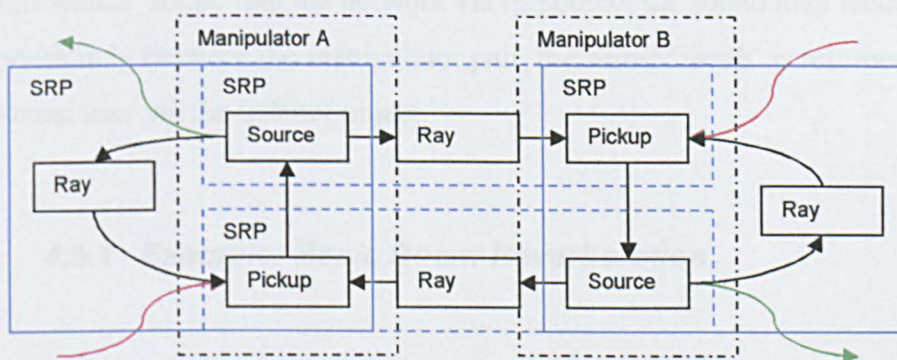 Manipulator A
Manipulator B
SRP
SRP
SRP
Source
Ray
Pickup
Ray
Ray
SRP
Pickup
Ray
Source